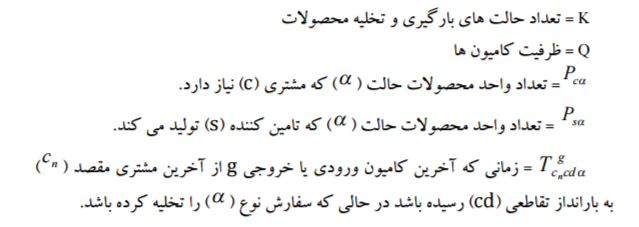 K = تعداد حالت های بارگیری و تخلیه محصولات
Q = ظرفیت کامیون ها
P_{cα} = تعداد واحد محصولات حالت (α) که مشتری (c) نیاز دارد.
P_{sα} = تعداد واحد محصولات حالت (α) که تامین کننده (s) تولید می کند.
T^{g}_{c_n cd α} = زمانی که آخرین کامیون ورودی یا خروجی g از آخرین مشتری مقصد (c_n)
به بارانداز تقاطعی (cd) رسیده باشد در حالی که سفارش نوع (α) را تخلیه کرده باشد.